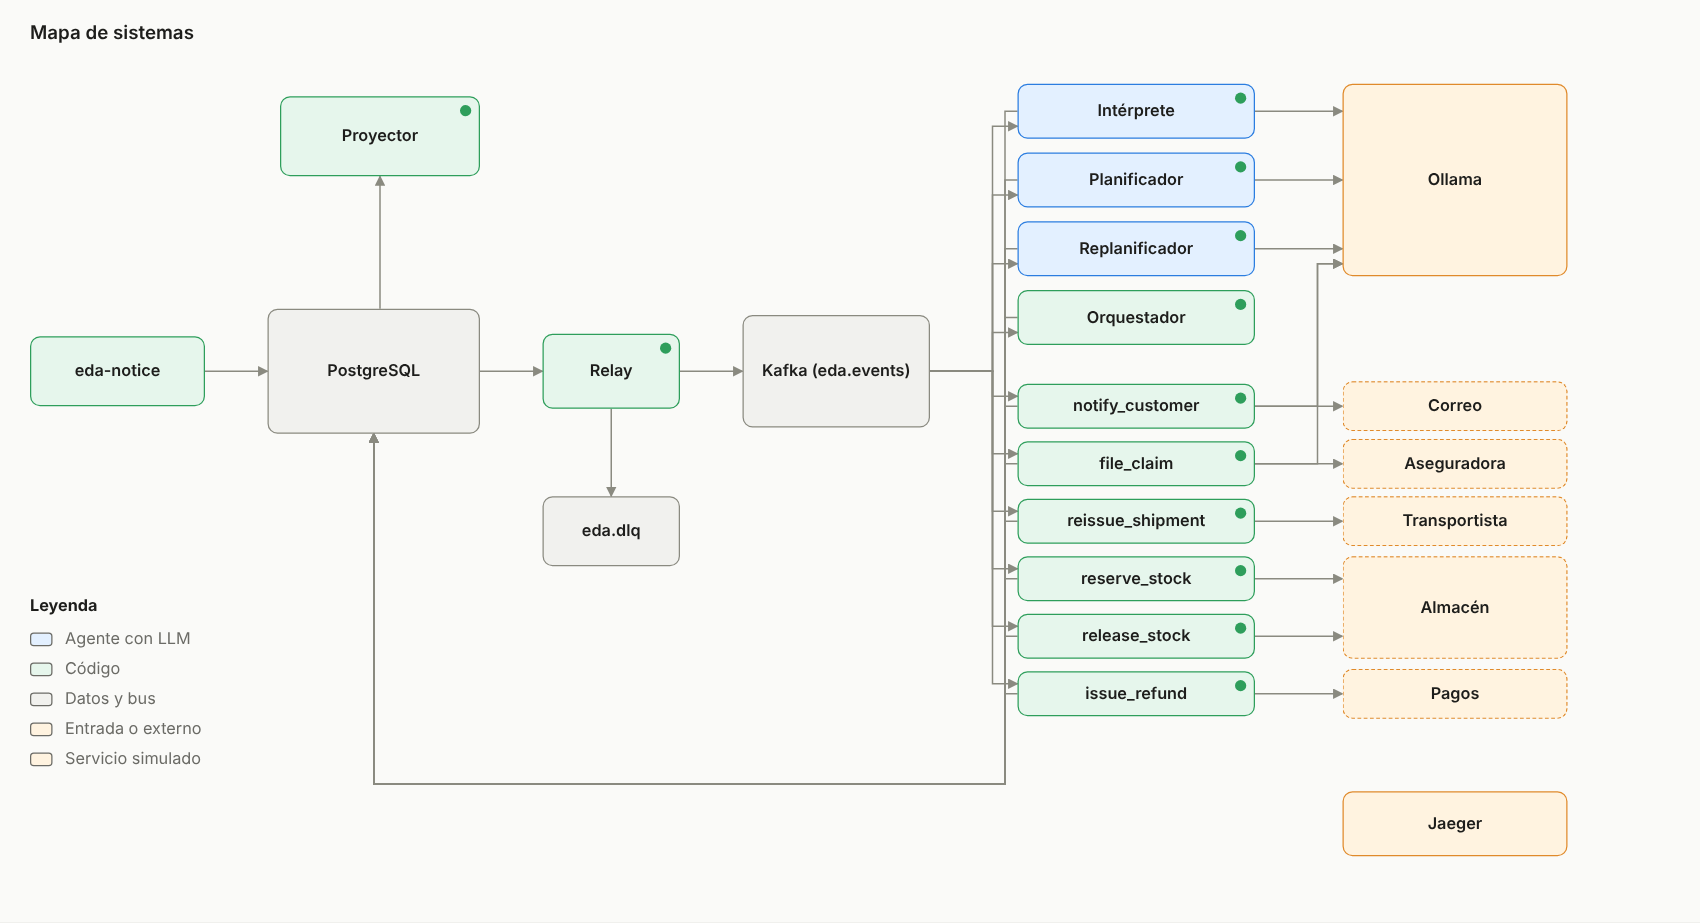 Mapa de sistemas
Proyector
eda-notice
PostgreSQL
Relay
Kafka (eda.events)
eda.dlq
Intérprete
Planificador
Replanificador
Orquestador
notify_customer
file_claim
reissue_shipment
reserve_stock
release_stock
issue_refund
Ollama
Correo
Aseguradora
Transportista
Almacén
Pagos
Jaeger
Leyenda
Agente con LLM
Código
Datos y bus
Entrada o externo
Servicio simulado